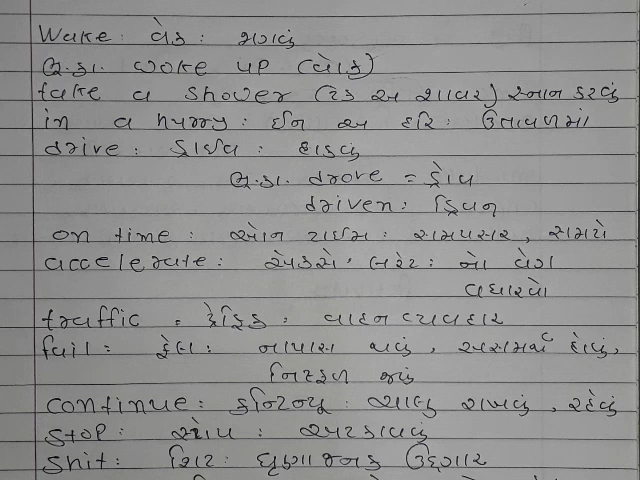 Wake : વેક : જાગવું
ભૂ.કા. woke up (વોક)
take a shower (ટેક અ શાવર) સ્નાન કરવું
in a hurry : ઈન અ હરિ : ઉતાવળમાં
drive : ડ્રાઈવ : હાંકવું
ભૂ.કા. drove = ડ્રોવ
driven : ડ્રિવન
on time : ઓન ટાઈમ : સમયસર, સમયે
accelerate : એક્સેલરેટ : નો વેગ
વધારવો
traffic = ટ્રેફિક : વાહન વ્યવહાર
fail : ફેલ : નાપાસ થવું, અસમર્થ હોવું,
નિષ્ફળ જવું
continue : કન્ટિન્યૂ : ચાલુ રાખવું, રહેવું
stop : સ્ટોપ : અટકાવવું
shit : શિટ : ઘૃણાજનક ઉદ્દગાર